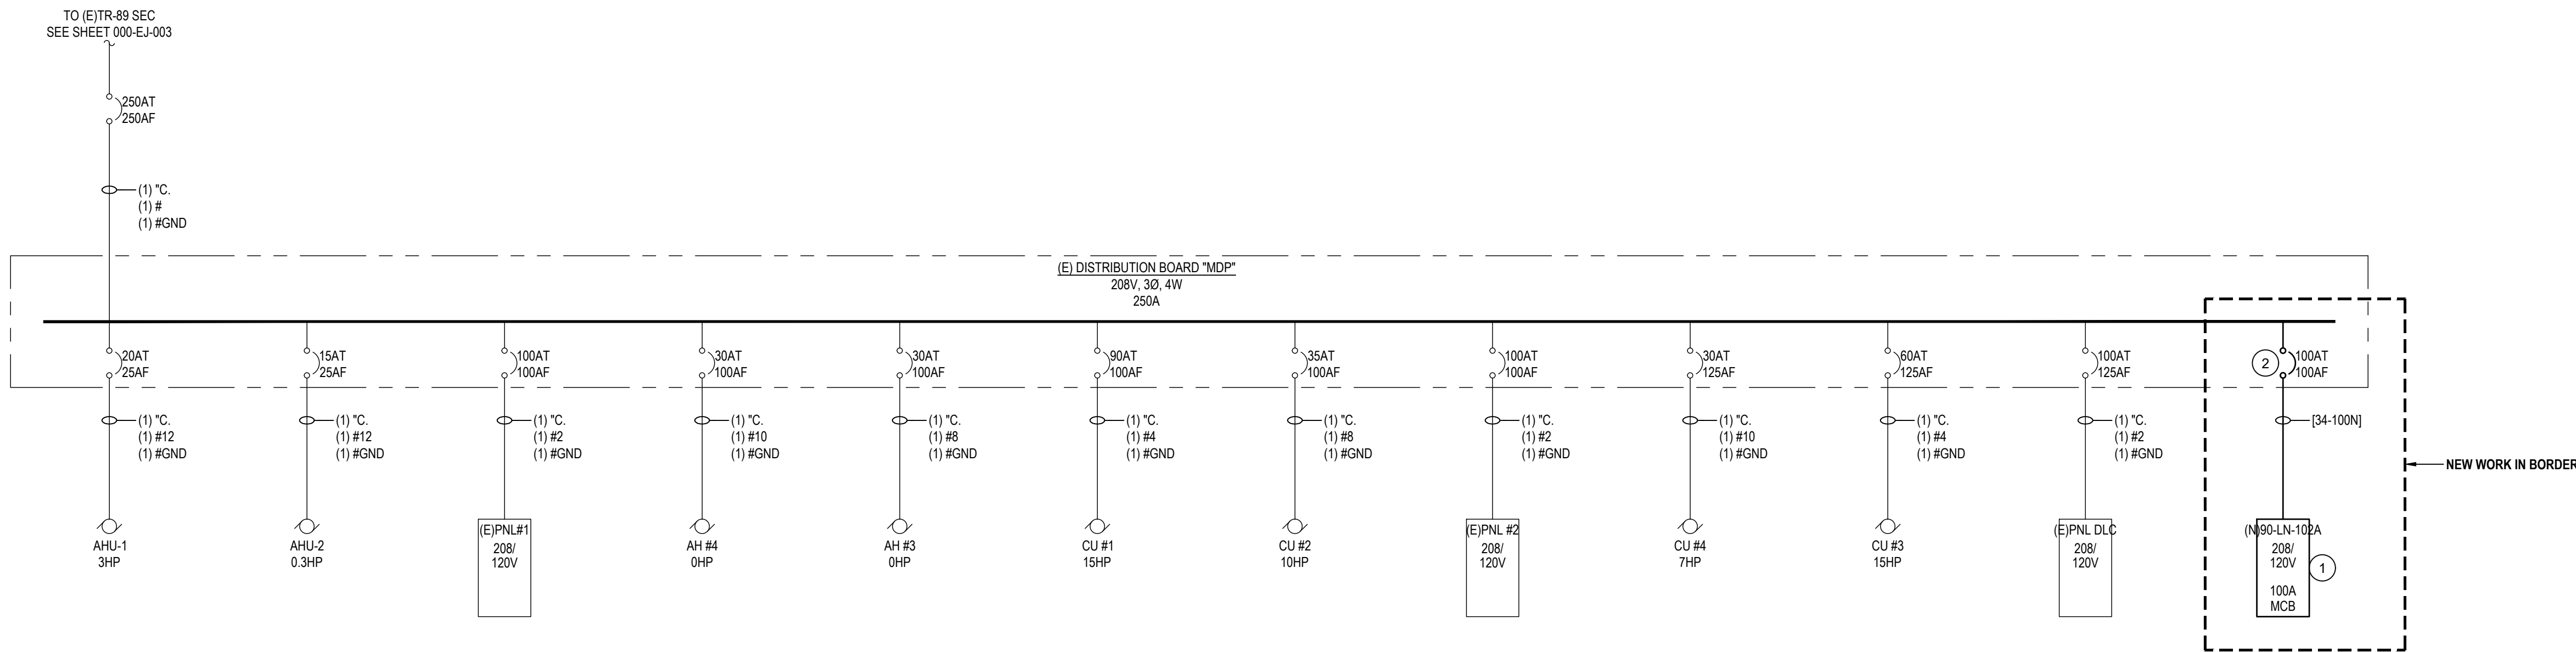 TO (E)TR-89 SEC
SEE SHEET 000-EJ-003
250AT
250AF
(1) "C.
(1) #
(1) #GND
(E) DISTRIBUTION BOARD "MDP"
208V, 3Ø, 4W
250A
20AT
25AF
(1) "C.
(1) #12
(1) #GND
AHU-1
3HP
15AT
25AF
(1) "C.
(1) #12
(1) #GND
AHU-2
0.3HP
100AT
100AF
(1) "C.
(1) #2
(1) #GND
(E)PNL#1
208/
120V
30AT
100AF
(1) "C.
(1) #10
(1) #GND
AH #4
0HP
30AT
100AF
(1) "C.
(1) #8
(1) #GND
AH #3
0HP
90AT
100AF
(1) "C.
(1) #4
(1) #GND
CU #1
15HP
35AT
100AF
(1) "C.
(1) #8
(1) #GND
CU #2
10HP
100AT
100AF
(1) "C.
(1) #2
(1) #GND
(E)PNL #2
208/
120V
30AT
125AF
(1) "C.
(1) #10
(1) #GND
CU #4
7HP
60AT
125AF
(1) "C.
(1) #4
(1) #GND
CU #3
15HP
100AT
125AF
(1) "C.
(1) #2
(1) #GND
(E)PNL DLC
208/
120V
2
100AT
100AF
[34-100N]
(N)90-LN-102A
208/
120V
100A
MCB
1
NEW WORK IN BORDER